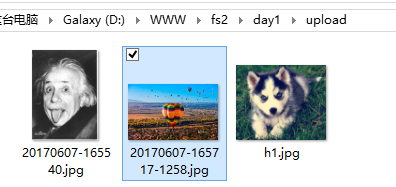 这台电脑 › Galaxy (D:) › WWW › fs2 › day1 › upload
20170607-1655
40.jpg
20170607-1657
17-1258.jpg
h1.jpg